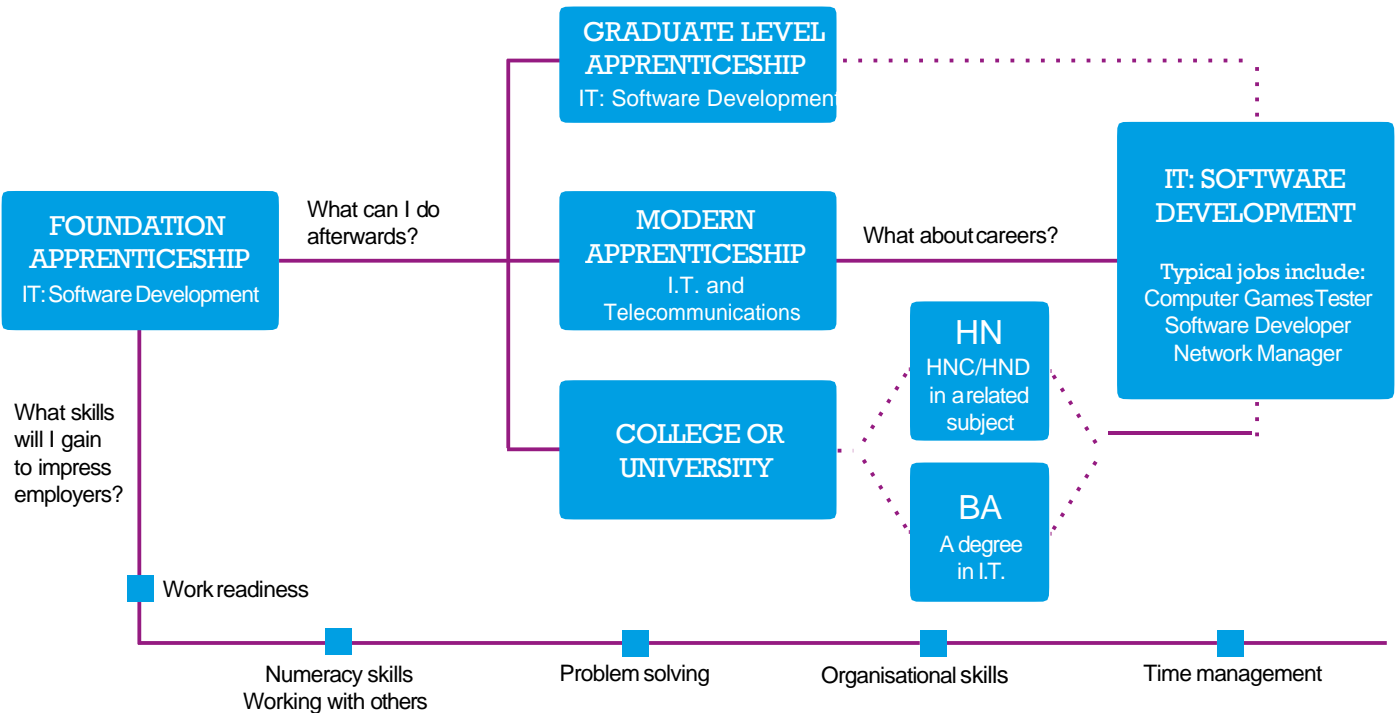 GRADUATE LEVEL
APPRENTICESHIP
IT: Software Development
FOUNDATION
APPRENTICESHIP
IT: Software Development
What can I do
afterwards?
MODERN
APPRENTICESHIP
I.T. and
Telecommunications
What about careers?
IT: SOFTWARE
DEVELOPMENT
Typical jobs include:
Computer Games Tester
Software Developer
Network Manager
What skills
will I gain
to impress
employers?
COLLEGE OR
UNIVERSITY
HN
HNC/HND
in a related
subject
BA
A degree
in I.T.
Work readiness
Numeracy skills
Working with others
Problem solving
Organisational skills
Time management